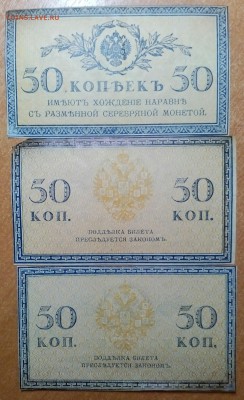 50 КОПѢЕКЪ 50
ИМѢЮТЪ ХОЖДЕНІЕ НАРАВНѢ
СЪ РАЗМѢННОЙ СЕРЕБРЯНОЙ МОНЕТОЙ.
50 50
КОП. КОП.
ПОДДѢЛКА БИЛЕТА
ПРЕСЛѢДУЕТСЯ ЗАКОНОМЪ.
50 50
КОП. КОП.
ПОДДѢЛКА БИЛЕТА
ПРЕСЛѢДУЕТСЯ ЗАКОНОМЪ.